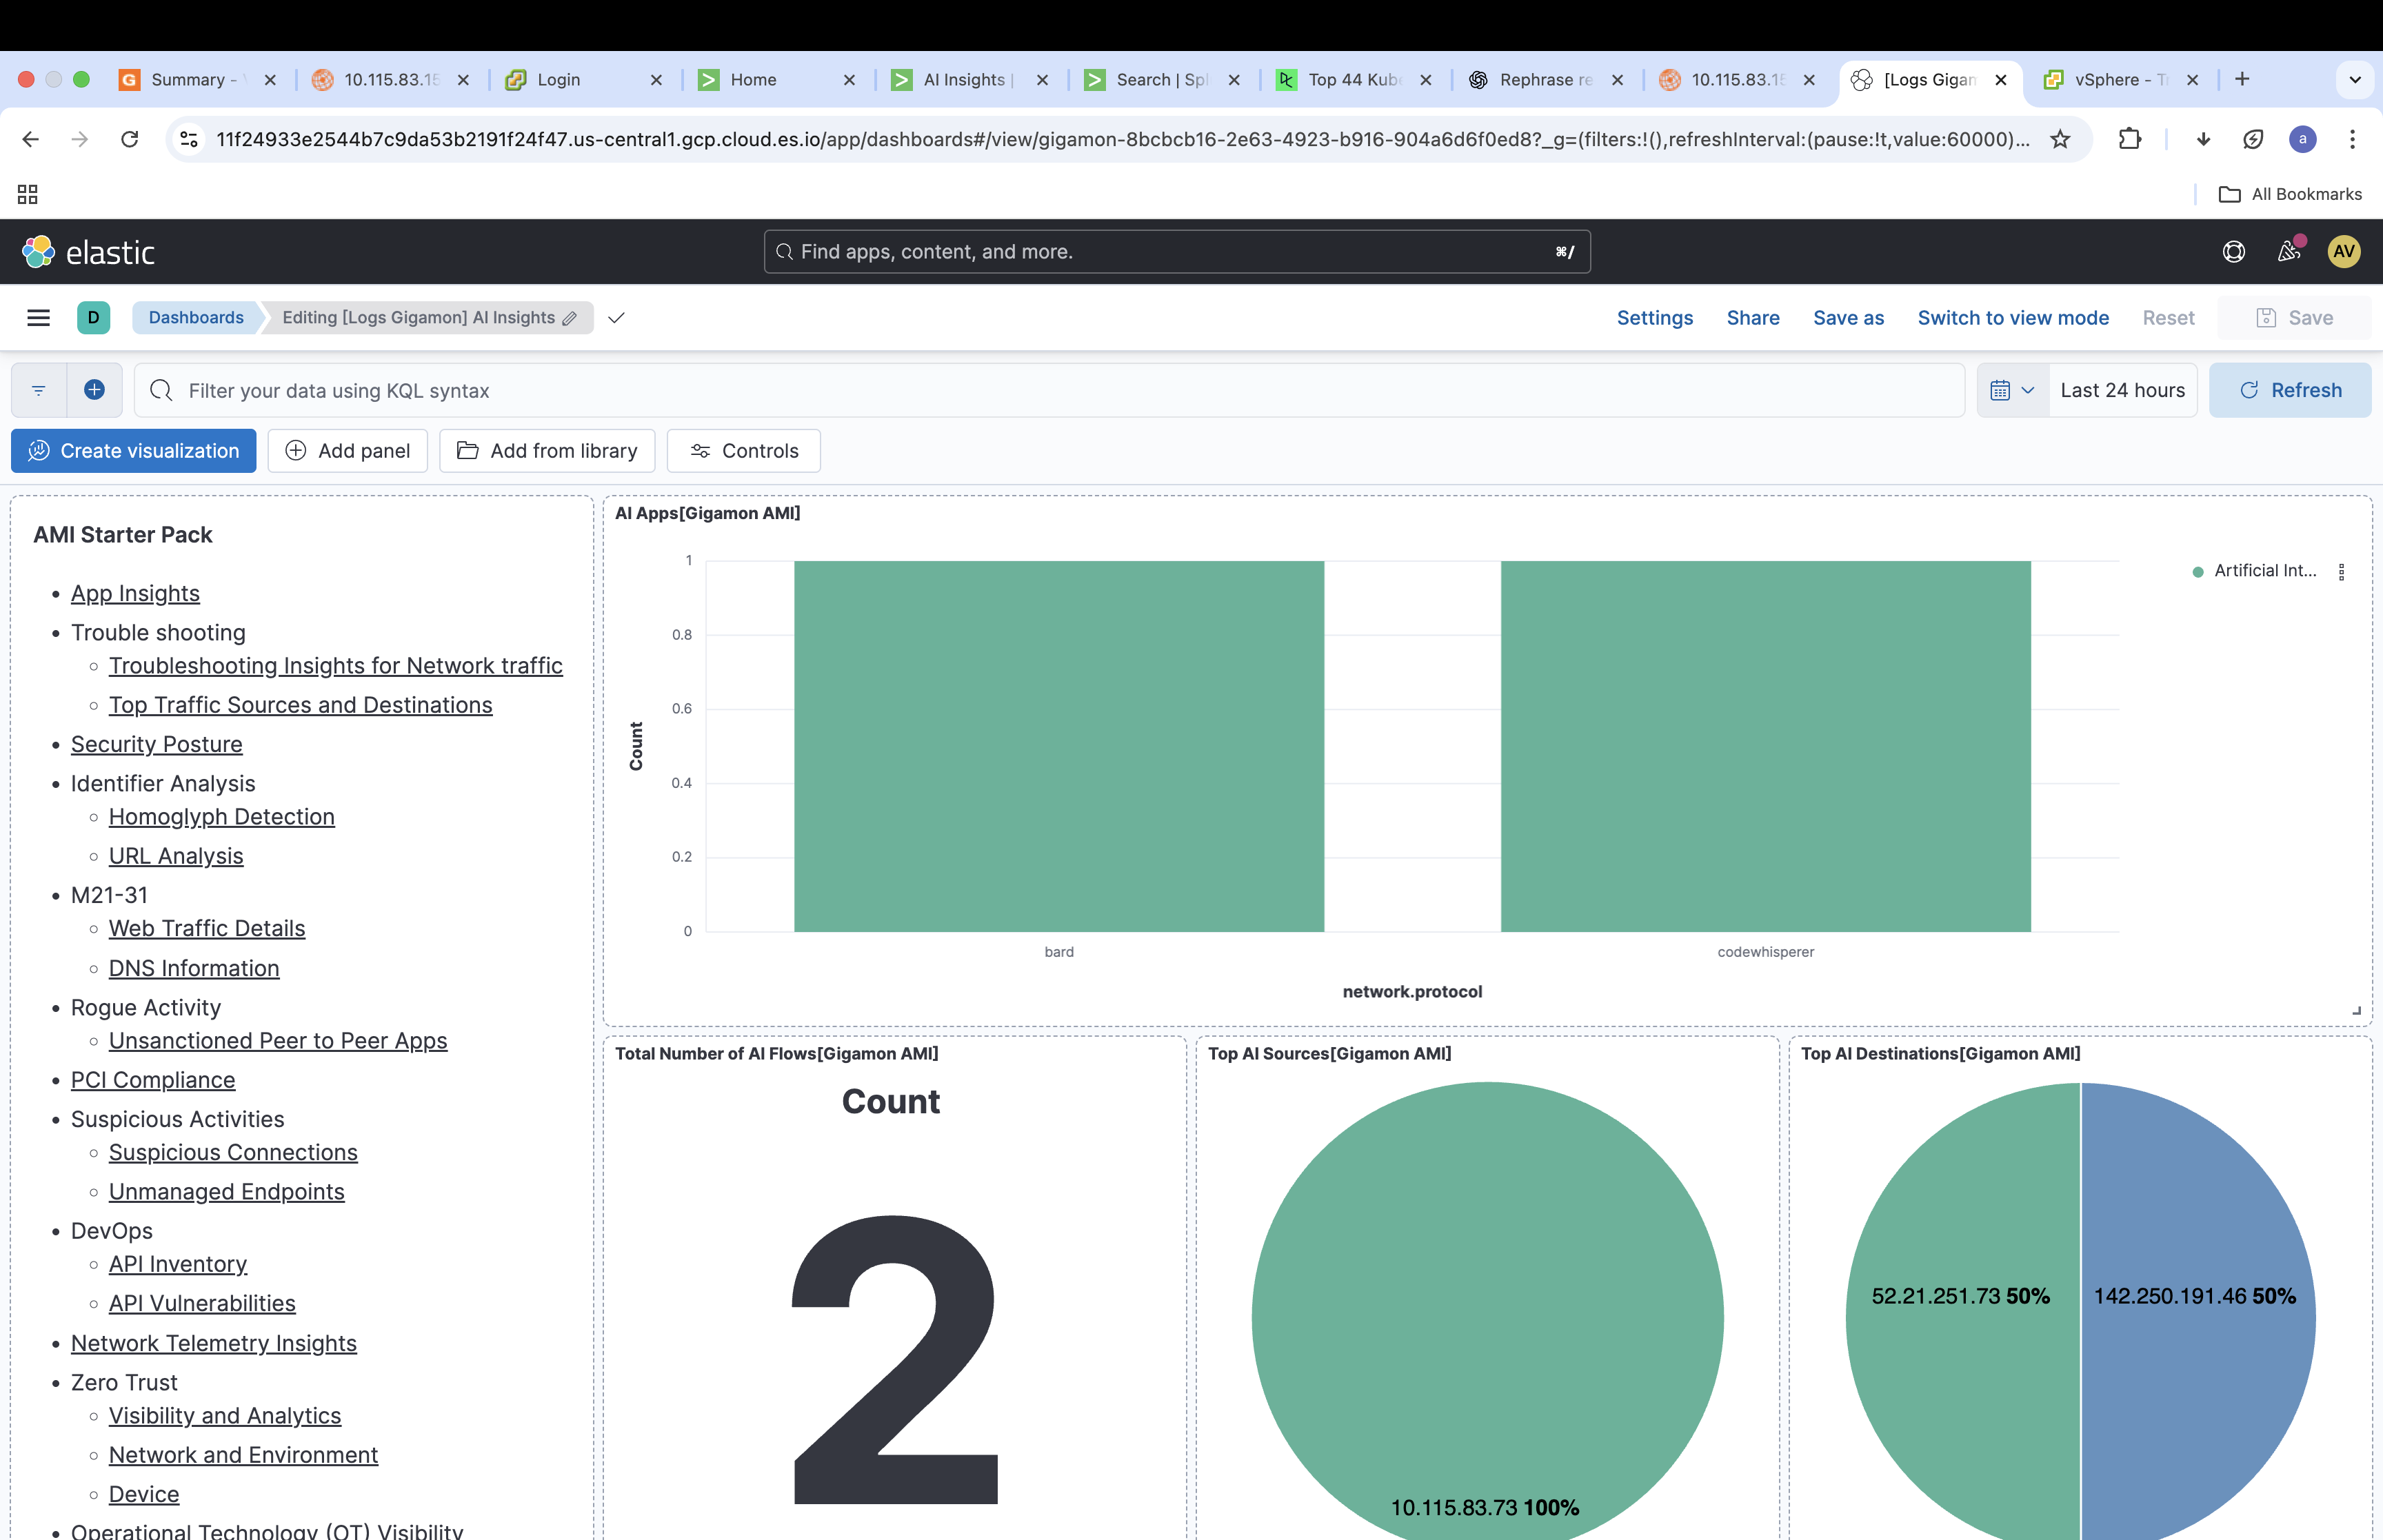 Summary -
10.115.83.15
Login
Home
AI Insights |
Search | Spl
Top 44 Kube
Rephrase re
10.115.83.15
[Logs Gigan
vSphere - Tr
11f24933e2544b7c9da53b2191f24f47.us-central1.gcp.cloud.es.io/app/dashboards#/view/gigamon-8bcbcb16-2e63-4923-b916-904a6d6f0ed8?_g=(filters:!(),refreshInterval:(pause:!t,value:60000)...
a
All Bookmarks
elastic
Find apps, content, and more.
⌘/
AV
D
Dashboards
Editing [Logs Gigamon] AI Insights
Settings
Share
Save as
Switch to view mode
Reset
Save
Filter your data using KQL syntax
Last 24 hours
Refresh
Create visualization
Add panel
Add from library
Controls
AMI Starter Pack
• App Insights
• Trouble shooting
○ Troubleshooting Insights for Network traffic
○ Top Traffic Sources and Destinations
• Security Posture
• Identifier Analysis
○ Homoglyph Detection
○ URL Analysis
• M21-31
○ Web Traffic Details
○ DNS Information
• Rogue Activity
○ Unsanctioned Peer to Peer Apps
• PCI Compliance
• Suspicious Activities
○ Suspicious Connections
○ Unmanaged Endpoints
• DevOps
○ API Inventory
○ API Vulnerabilities
• Network Telemetry Insights
• Zero Trust
○ Visibility and Analytics
○ Network and Environment
○ Device
• Operational Technology (OT) Visibility
AI Apps[Gigamon AMI]
1
0.8
0.6
0.4
0.2
0
Count
bard
codewhisperer
network.protocol
Artificial Int...
Total Number of AI Flows[Gigamon AMI]
Count
2
Top AI Sources[Gigamon AMI]
10.115.83.73 100%
Top AI Destinations[Gigamon AMI]
52.21.251.73 50%
142.250.191.46 50%